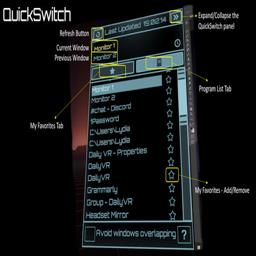 QuickSwitch
Refresh Button
Last Updated 15:02:14
Expand/Collapse the
QuickSwitch panel
Current Window
Monitor 1
Previous Window
Monitor 2
Program List Tab
My Favorites Tab
Monitor 1
Monitor 2
#chat - Discord
1Password
C:\Users\Lydia
C:\Users\Lydia
DailyVR - Properties
DailyVR
DailyVR
Grammarly
Group - DailyVR
Headset Mirror
My Favorites - Add/Remove
Avoid windows overlapping
?